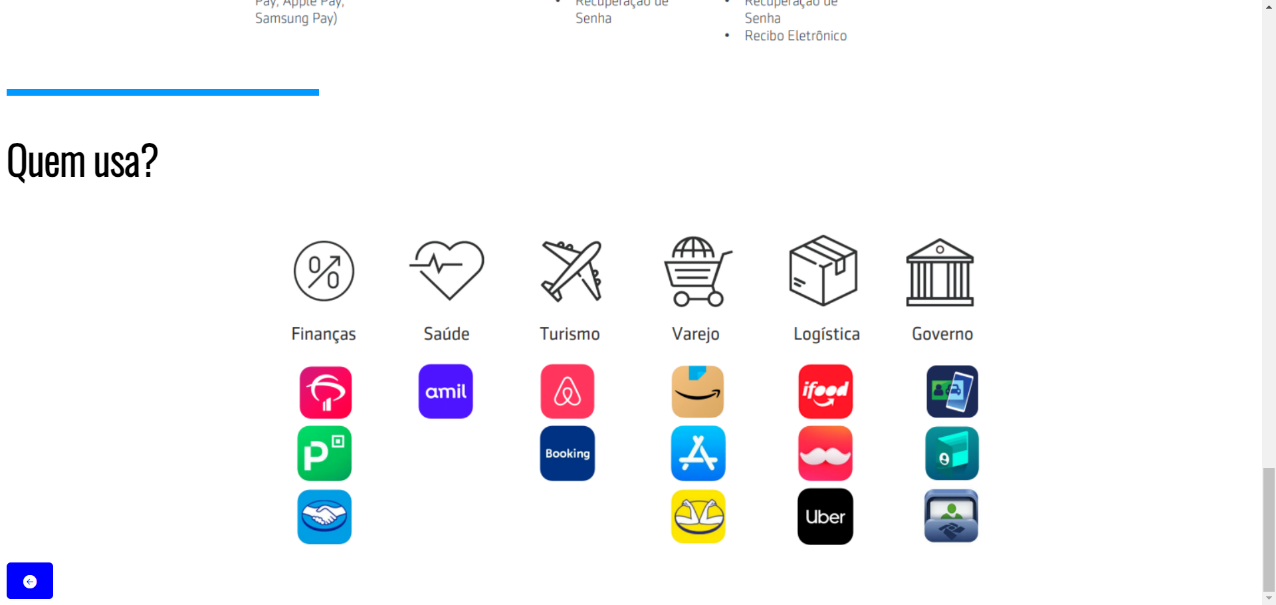 Pay, Apple Pay,
Samsung Pay)
• Recuperação de
Senha
• Recuperação de
Senha
• Recibo Eletrônico
Quem usa?
Finanças
Saúde
Turismo
Varejo
Logística
Governo
amil
ifood
P
Booking
Uber